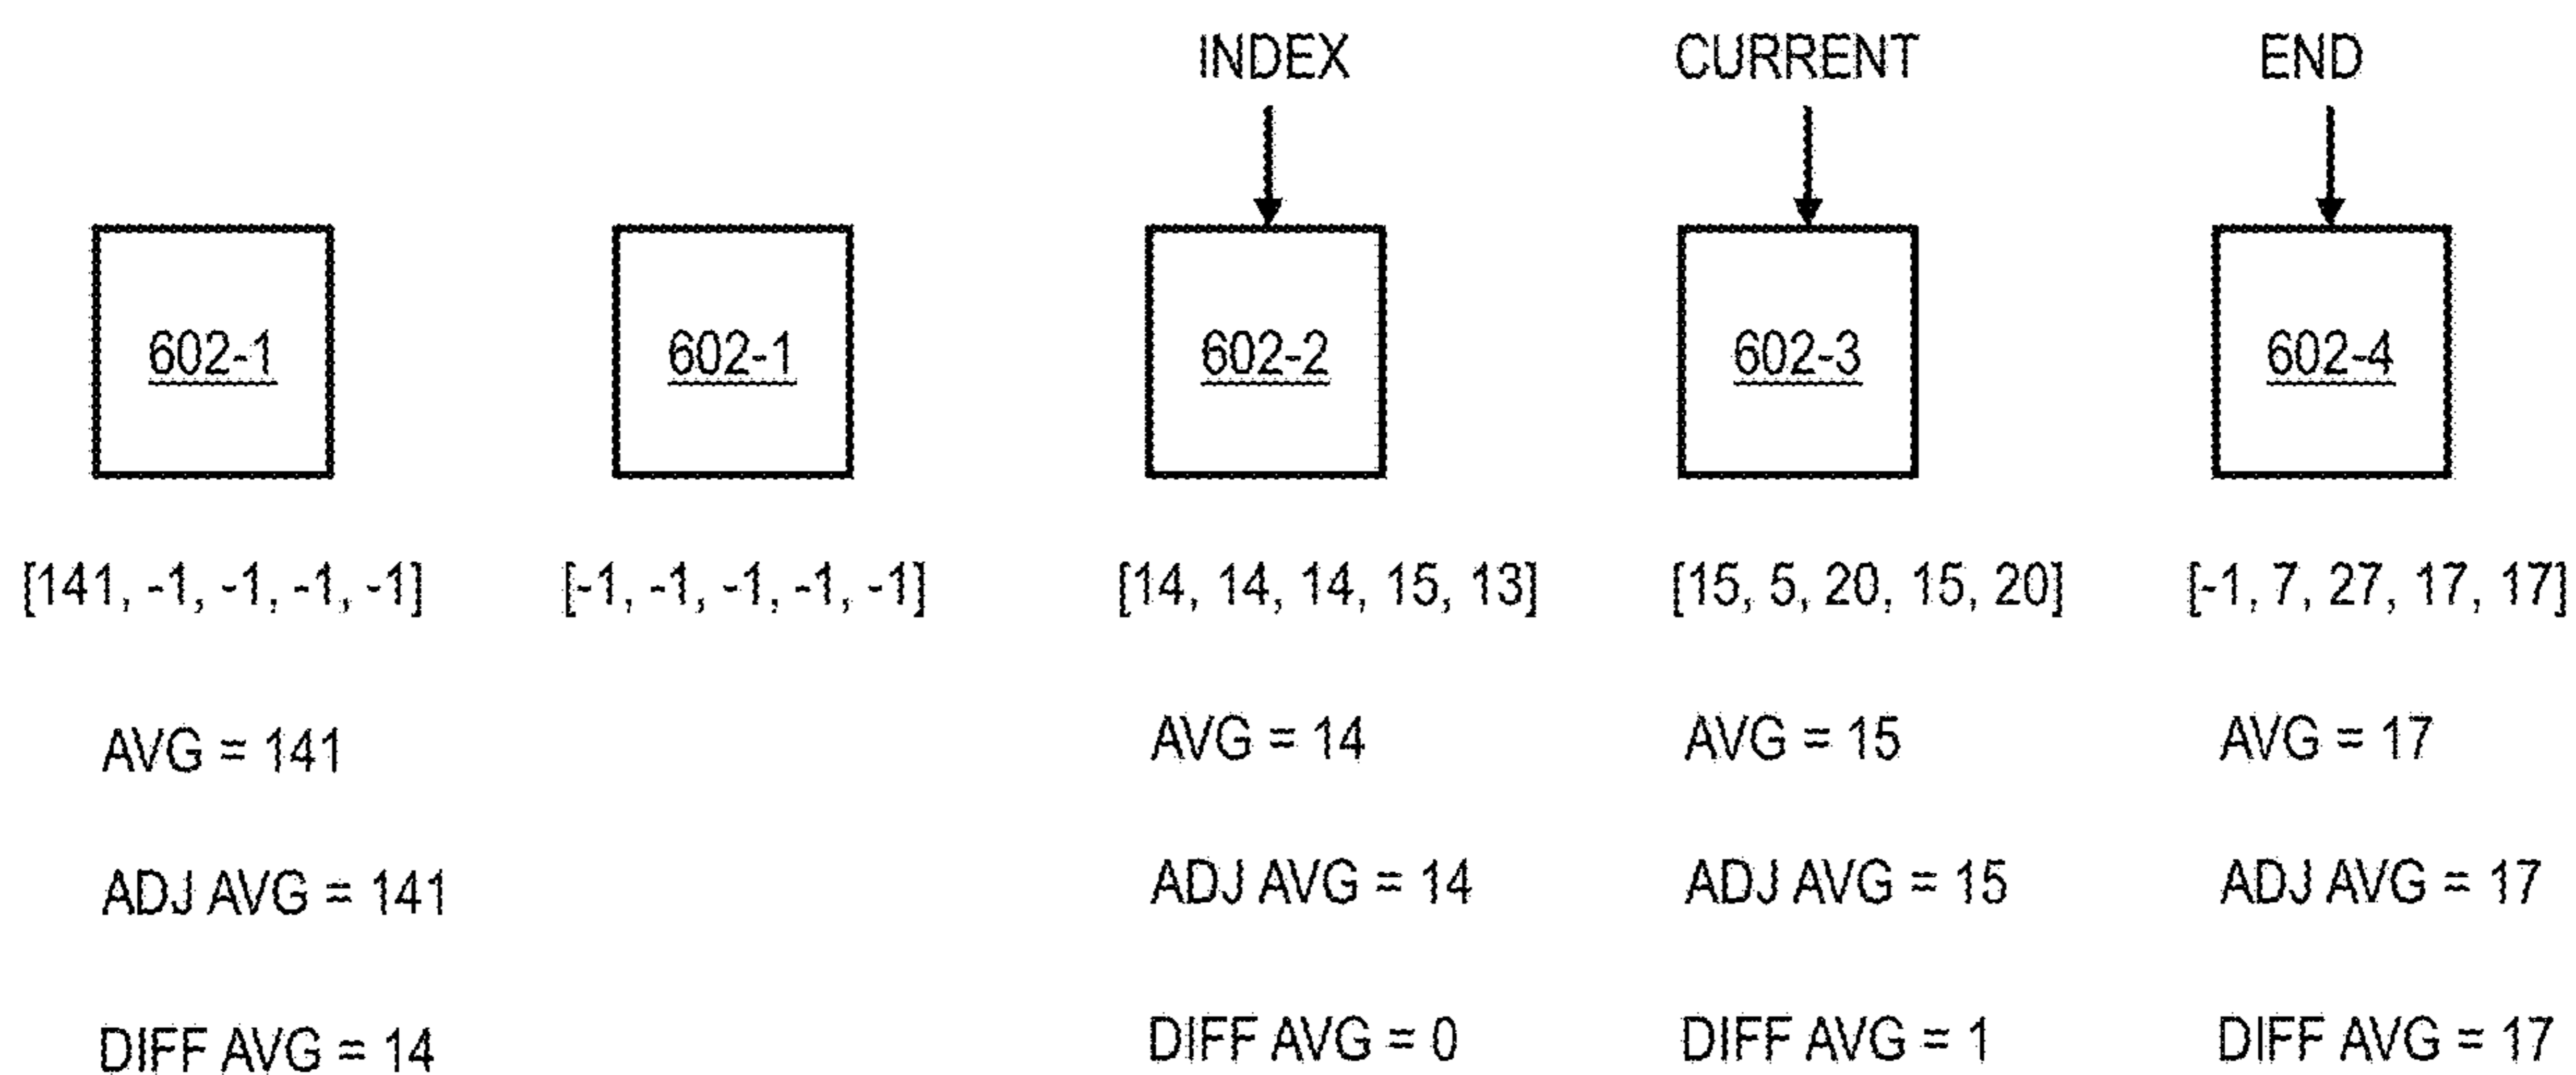 INDEX CURRENT END
602-1 602-1 602-2 602-3 602-4
[141, -1, -1, -1, -1] [-1, -1, -1, -1, -1] [14, 14, 14, 15, 13] [15, 5, 20, 15, 20] [-1, 7, 27, 17, 17]
AVG = 141 AVG = 14 AVG = 15 AVG = 17
ADJ AVG = 141 ADJ AVG = 14 ADJ AVG = 15 ADJ AVG = 17
DIFF AVG = 14 DIFF AVG = 0 DIFF AVG = 1 DIFF AVG = 17